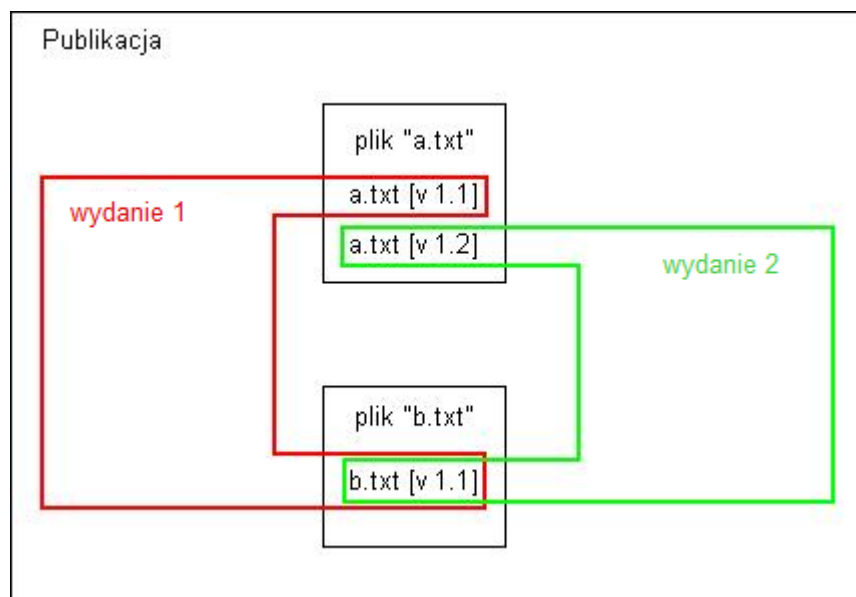 Publikacja
plik "a.txt"
a.txt [v 1.1]
wydanie 1
a.txt [v 1.2]
wydanie 2
plik "b.txt"
b.txt [v 1.1]